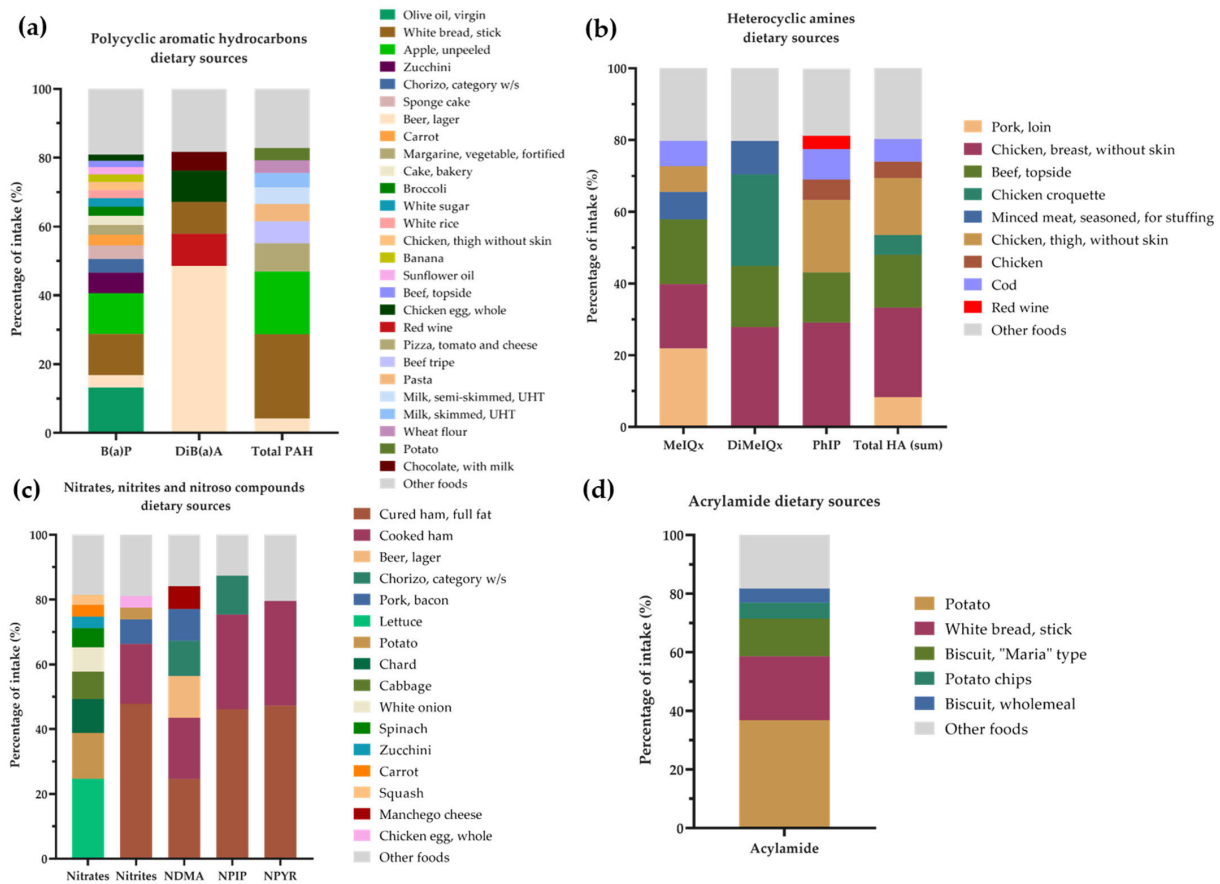 (a)
Polycyclic aromatic hydrocarbons
dietary sources
Percentage of intake (%)
100
80
60
40
20
0
B(a)P
DiB(a)A
Total PAH
Olive oil, virgin
White bread, stick
Apple, unpeeled
Zucchini
Chorizo, category w/s
Sponge cake
Beer, lager
Carrot
Margarine, vegetable, fortified
Cake, bakery
Broccoli
White sugar
White rice
Chicken, thigh without skin
Banana
Sunflower oil
Beef, topside
Chicken egg, whole
Red wine
Pizza, tomato and cheese
Beef tripe
Pasta
Milk, semi-skimmed, UHT
Milk, skimmed, UHT
Wheat flour
Potato
Chocolate, with milk
Other foods
(b)
Heterocyclic amines
dietary sources
Percentage of intake (%)
100
80
60
40
20
0
MeIQx
DiMeIQx
PhIP
Total HA (sum)
Pork, loin
Chicken, breast, without skin
Beef, topside
Chicken croquette
Minced meat, seasoned, for stuffing
Chicken, thigh, without skin
Chicken
Cod
Red wine
Other foods
(c)
Nitrates, nitrites and nitroso compounds
dietary sources
Percentage of intake (%)
100
80
60
40
20
0
Nitrates
Nitrites
NDMA
NPIP
NPYR
Cured ham, full fat
Cooked ham
Beer, lager
Chorizo, category w/s
Pork, bacon
Lettuce
Potato
Chard
Cabbage
White onion
Spinach
Zucchini
Carrot
Squash
Manchego cheese
Chicken egg, whole
Other foods
(d)
Acrylamide dietary sources
Percentage of intake (%)
100
80
60
40
20
0
Acylamide
Potato
White bread, stick
Biscuit, "Maria" type
Potato chips
Biscuit, wholemeal
Other foods